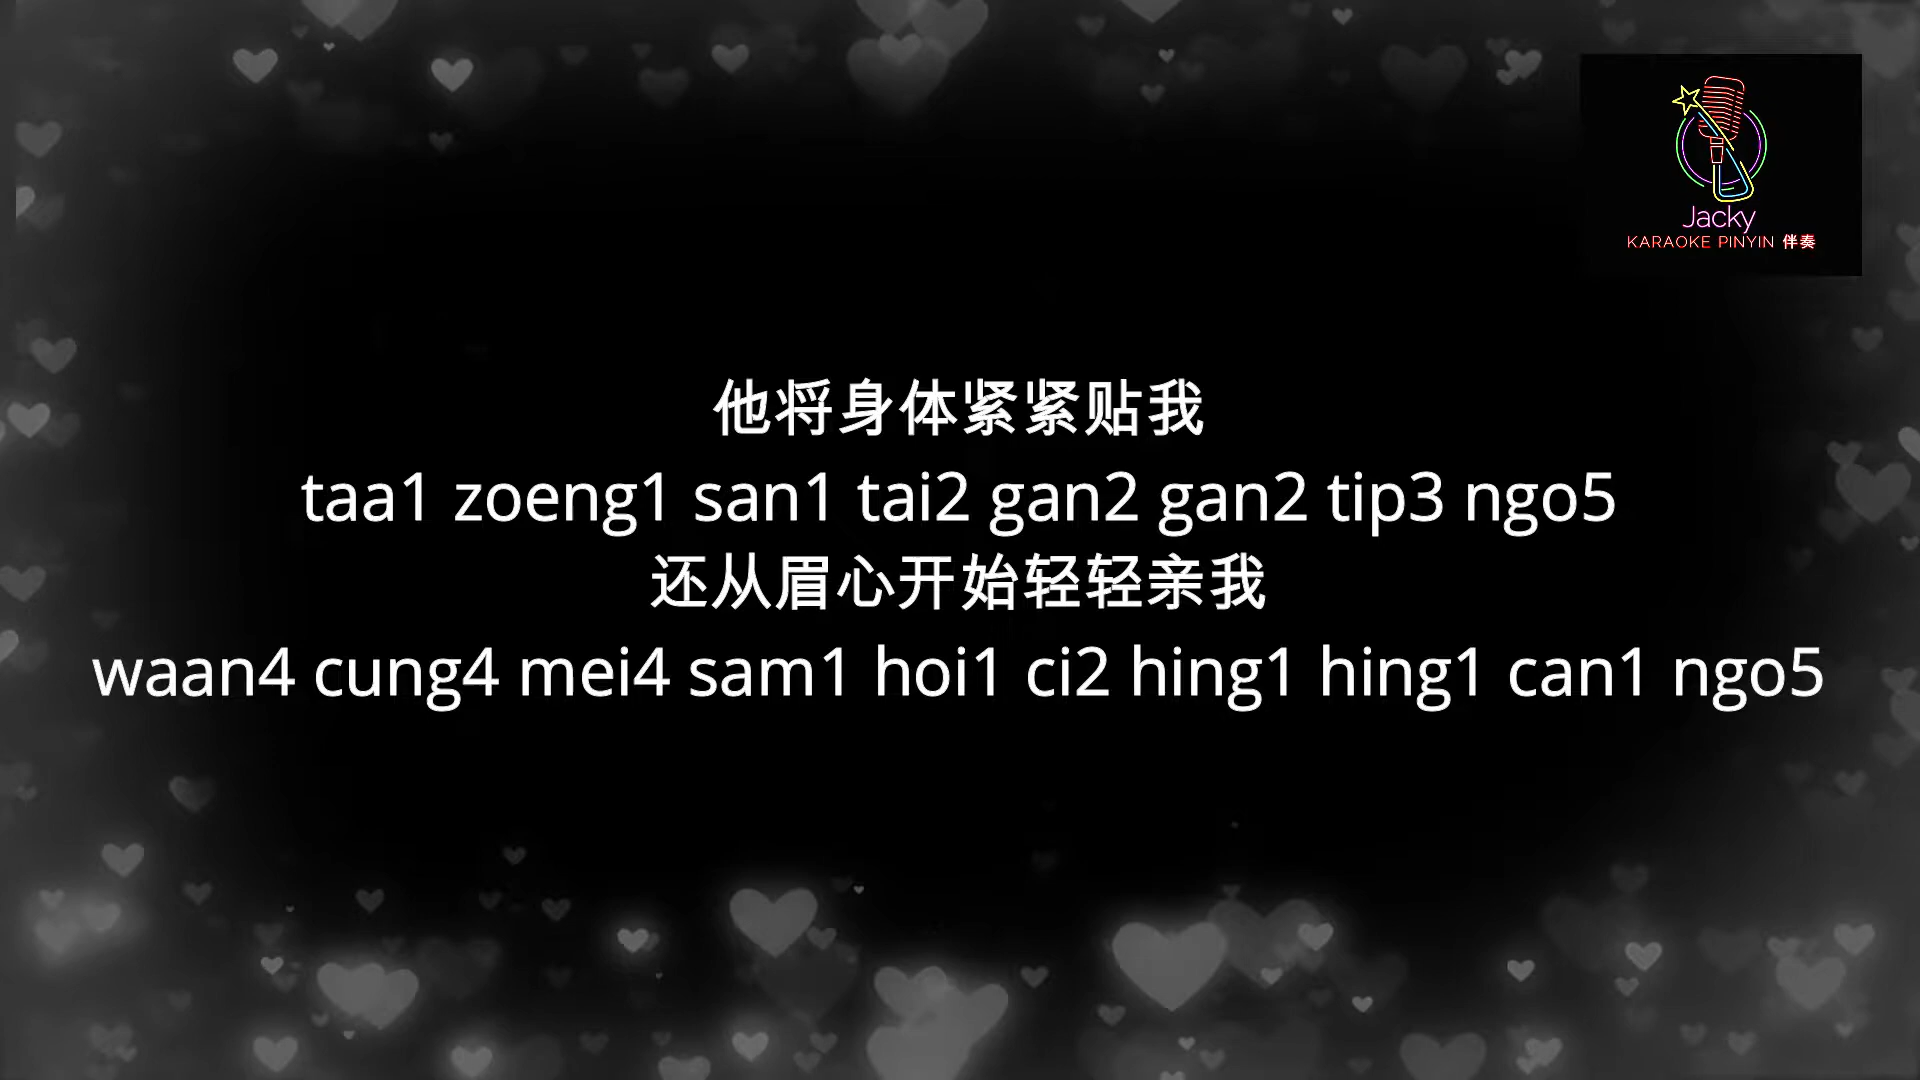 Jacky
KARAOKE PINYIN 伴奏
他将身体紧紧贴我
taa1 zoeng1 san1 tai2 gan2 gan2 tip3 ngo5
还从眉心开始轻轻亲我
waan4 cung4 mei4 sam1 hoi1 ci2 hing1 hing1 can1 ngo5